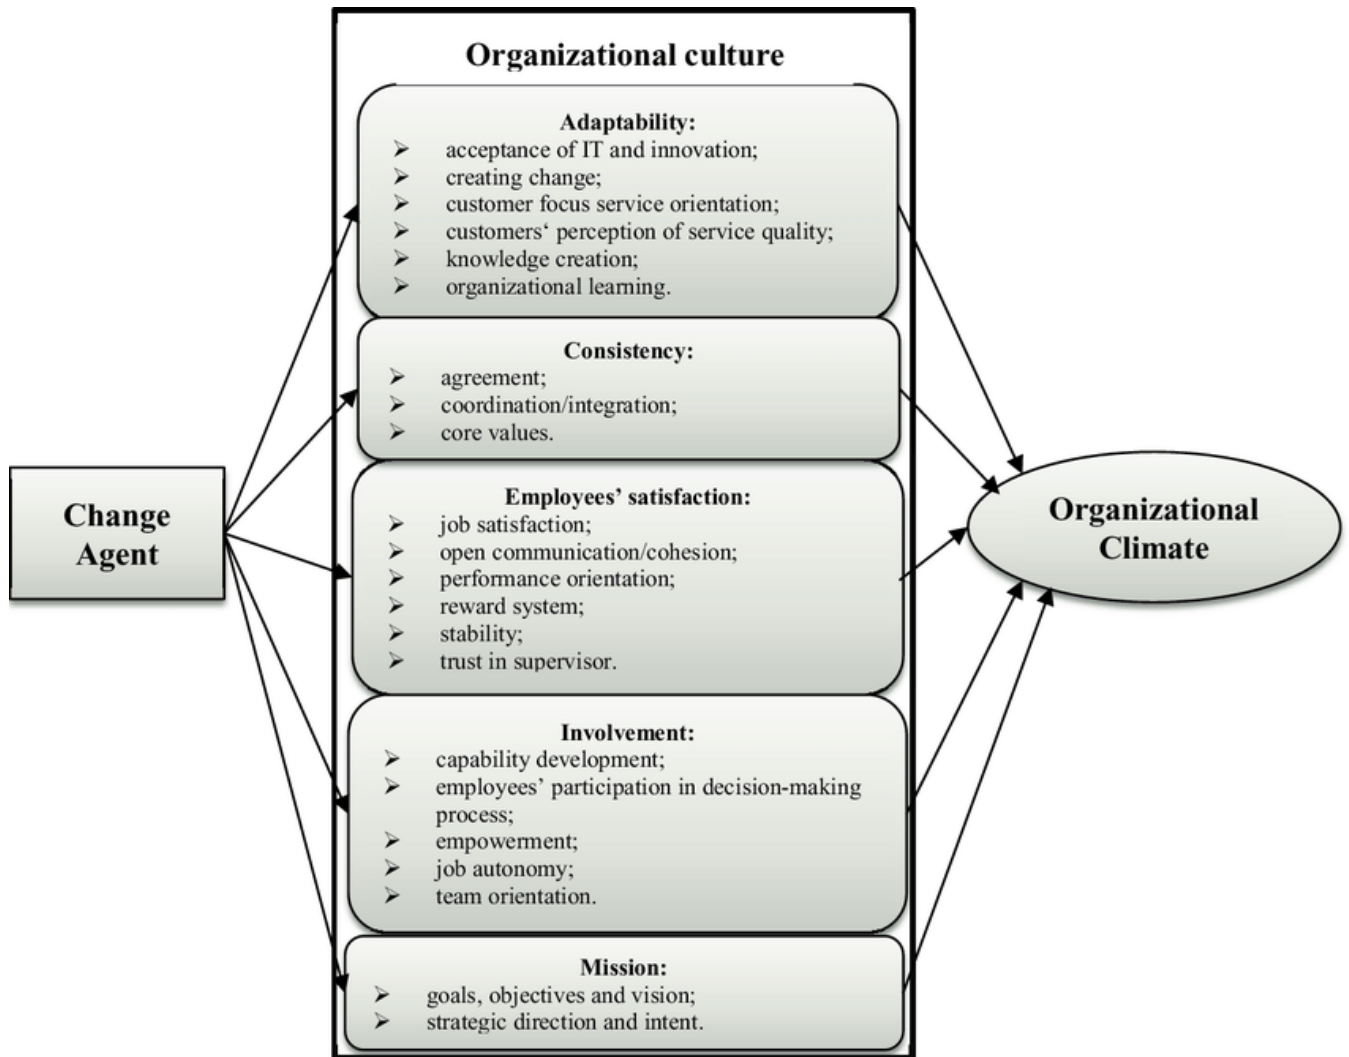 Organizational culture
Adaptability:
➢ acceptance of IT and innovation;
➢ creating change;
➢ customer focus service orientation;
➢ customers‘ perception of service quality;
➢ knowledge creation;
➢ organizational learning.
Consistency:
➢ agreement;
➢ coordination/integration;
➢ core values.
Change
Agent
Employees’ satisfaction:
➢ job satisfaction;
➢ open communication/cohesion;
➢ performance orientation;
➢ reward system;
➢ stability;
➢ trust in supervisor.
Organizational
Climate
Involvement:
➢ capability development;
➢ employees’ participation in decision-making
process;
➢ empowerment;
➢ job autonomy;
➢ team orientation.
Mission:
➢ goals, objectives and vision;
➢ strategic direction and intent.